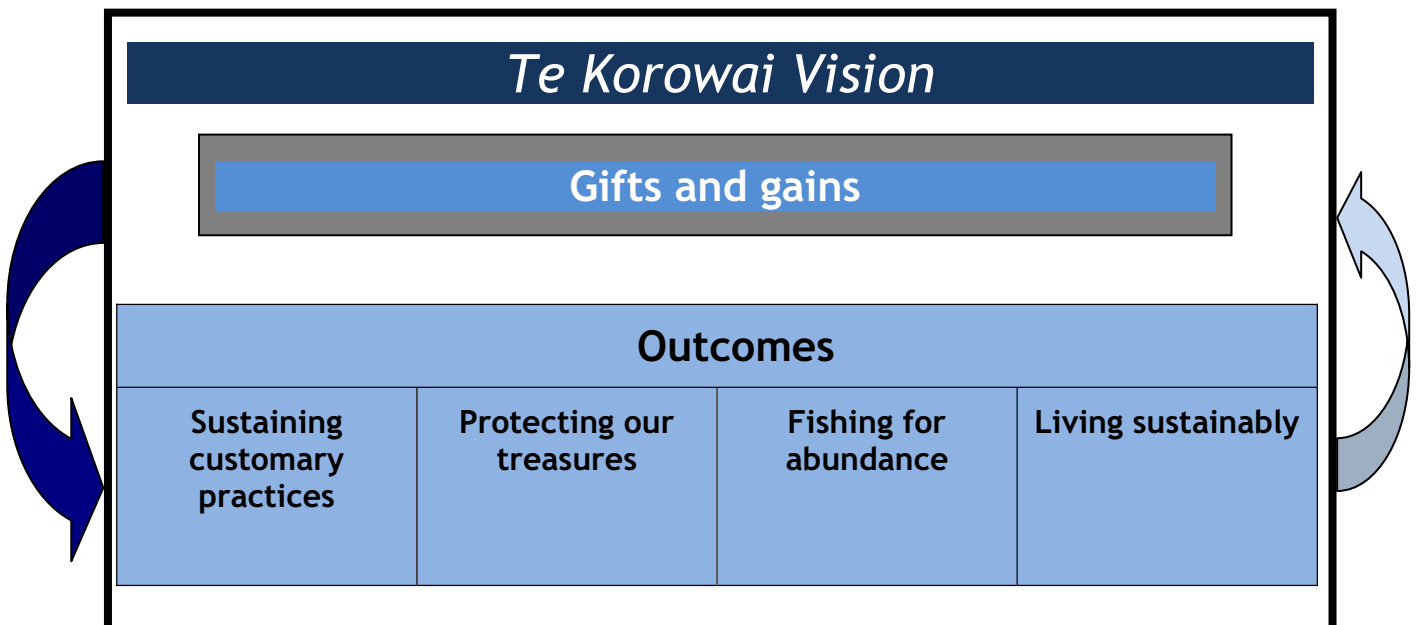 Te Korowai Vision
Gifts and gains
Outcomes
Sustaining
customary
practices
Protecting our
treasures
Fishing for
abundance
Living sustainably